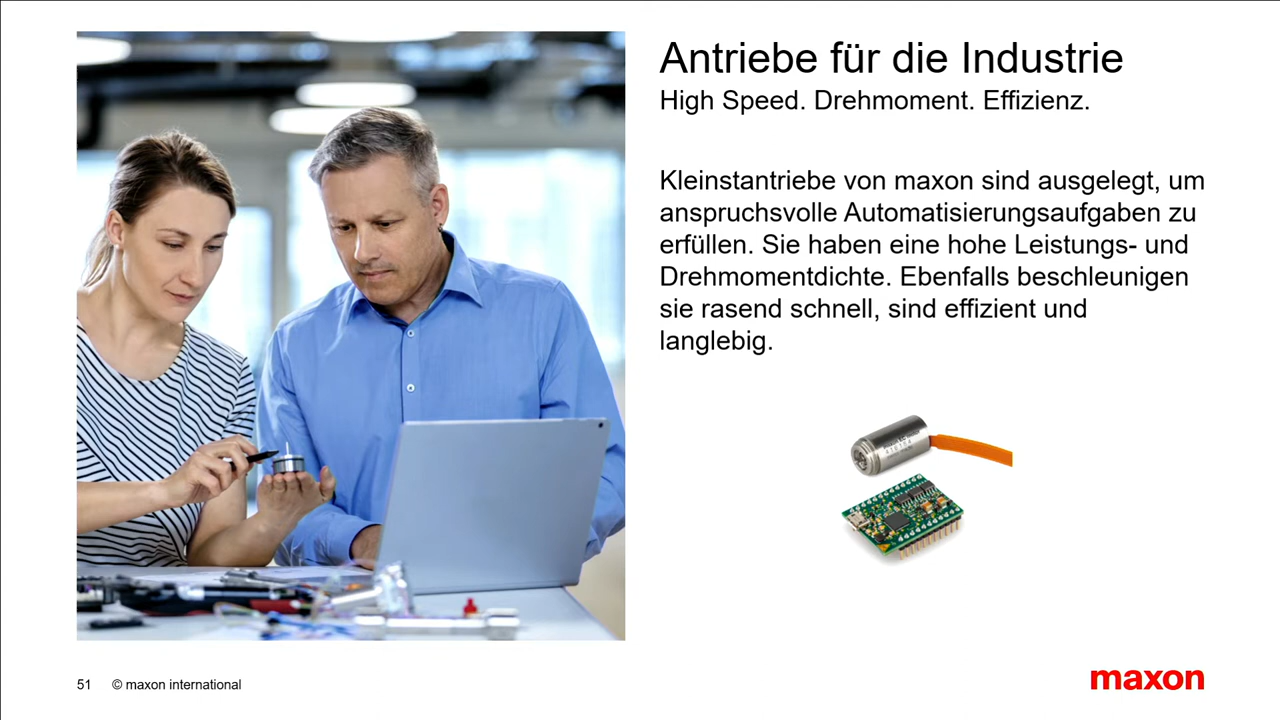 Antriebe für die Industrie
High Speed. Drehmoment. Effizienz.
Kleinstantriebe von maxon sind ausgelegt, um
anspruchsvolle Automatisierungsaufgaben zu
erfüllen. Sie haben eine hohe Leistungs- und
Drehmomentdichte. Ebenfalls beschleunigen
sie rasend schnell, sind effizient und
langlebig.
51 © maxon international
maxon